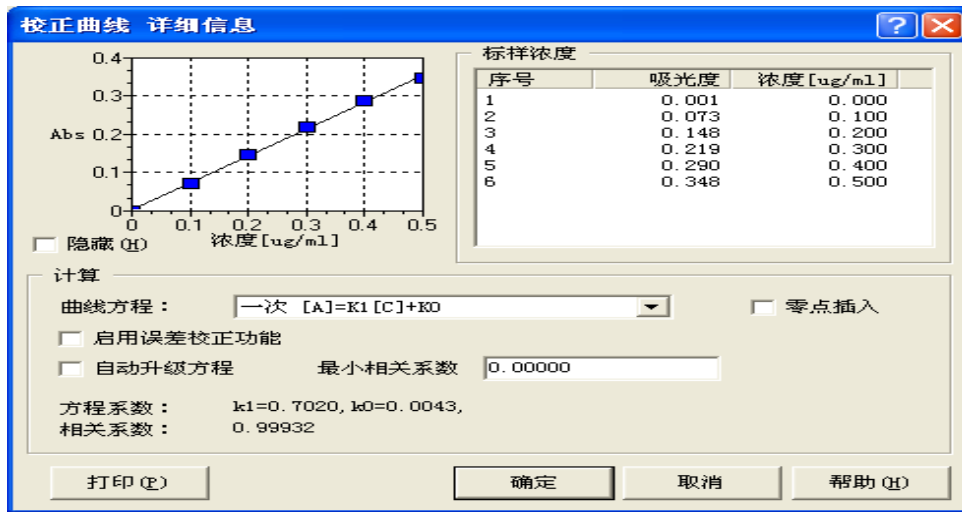 校正曲线 详细信息
0.4
0.3
Abs 0.2
0.1
0
0 0.1 0.2 0.3 0.4 0.5
浓度[ug/ml]
隐藏(H)
标样浓度
序号 吸光度 浓度[ug/ml]
1 0.001 0.000
2 0.073 0.100
3 0.148 0.200
4 0.219 0.300
5 0.290 0.400
6 0.348 0.500
计算
曲线方程： 一次 [A]=K1[C]+K0 零点插入
启用误差校正功能
自动升级方程 最小相关系数 0.00000
方程系数： k1=0.7020,k0=0.0043,
相关系数： 0.99932
打印(P) 确定 取消 帮助(H)